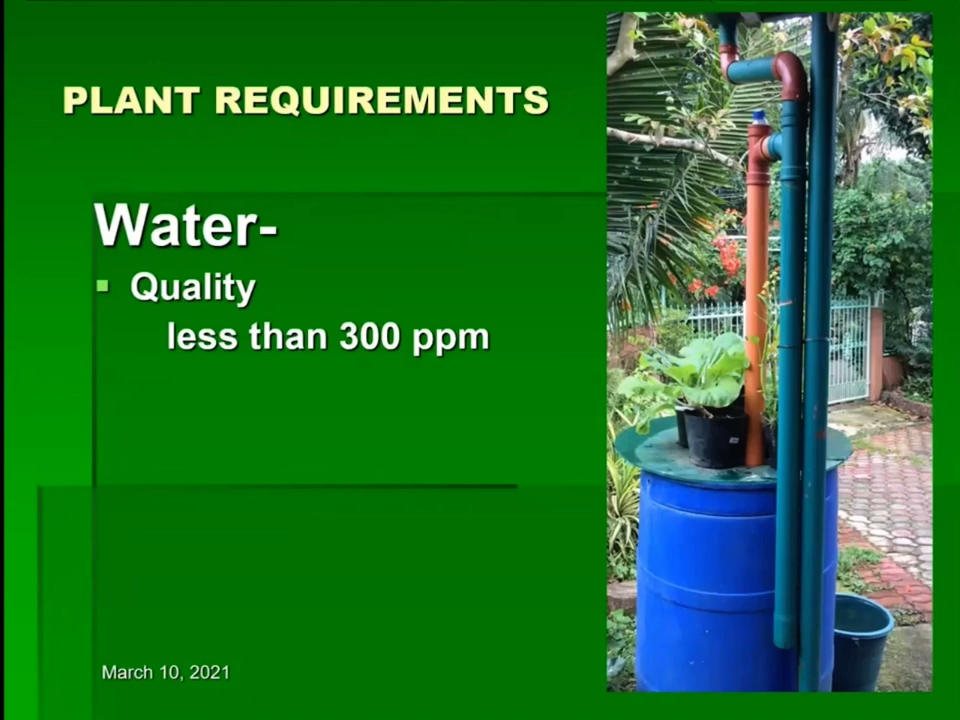 PLANT REQUIREMENTS
Water-
Quality
less than 300 ppm
March 10, 2021